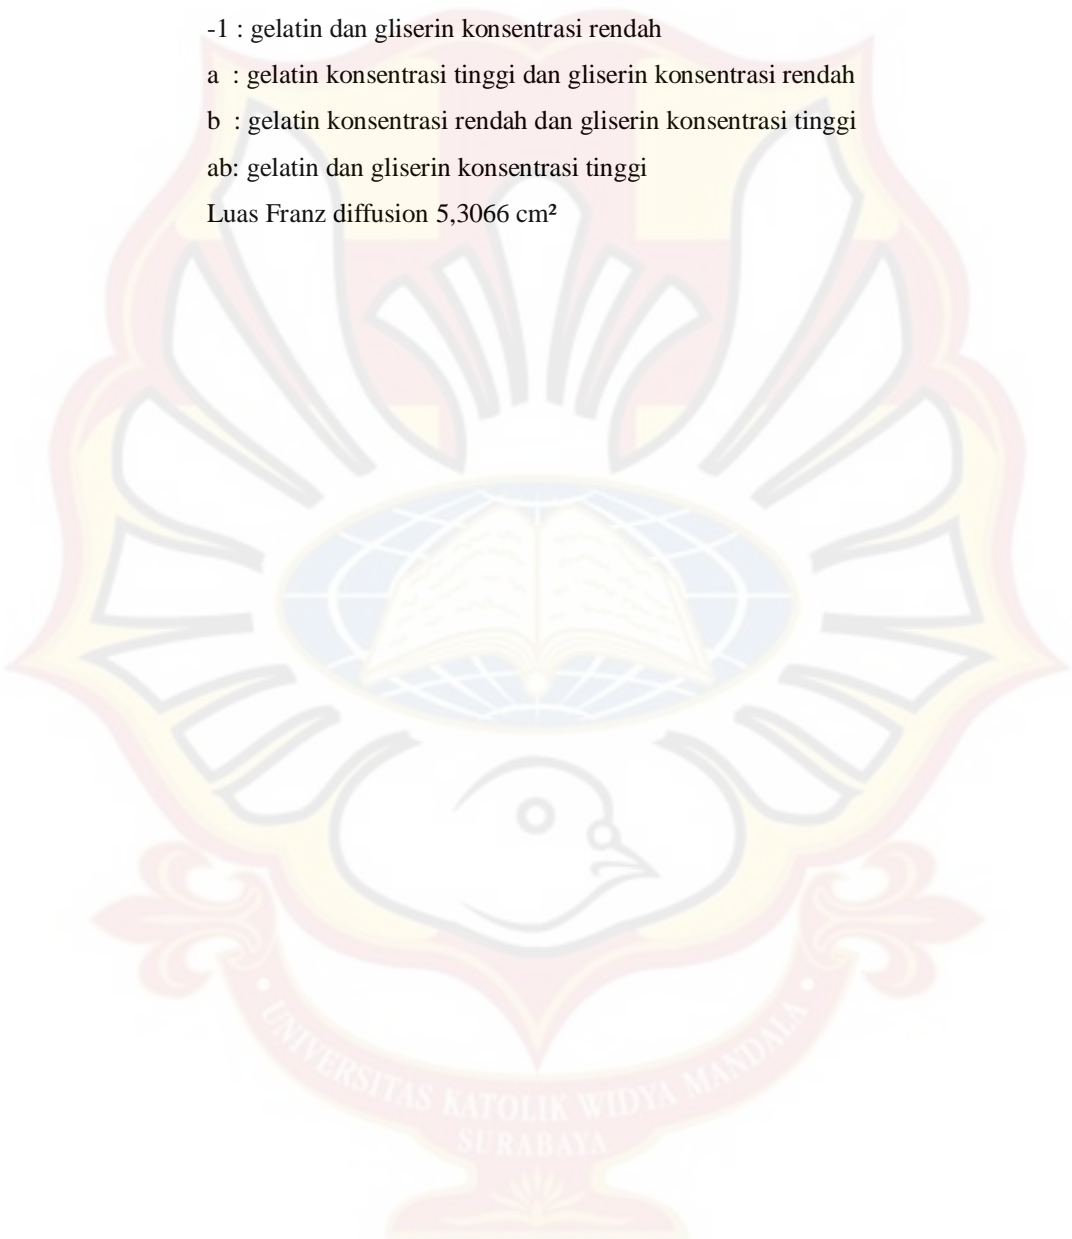 -1 : gelatin dan gliserin konsentrasi rendah
a : gelatin konsentrasi tinggi dan gliserin konsentrasi rendah
b : gelatin konsentrasi rendah dan gliserin konsentrasi tinggi
ab: gelatin dan gliserin konsentrasi tinggi
Luas Franz diffusion 5,3066 cm²
• UNIVERSITAS KATOLIK WIDYA MANDALA •
SURABAYA